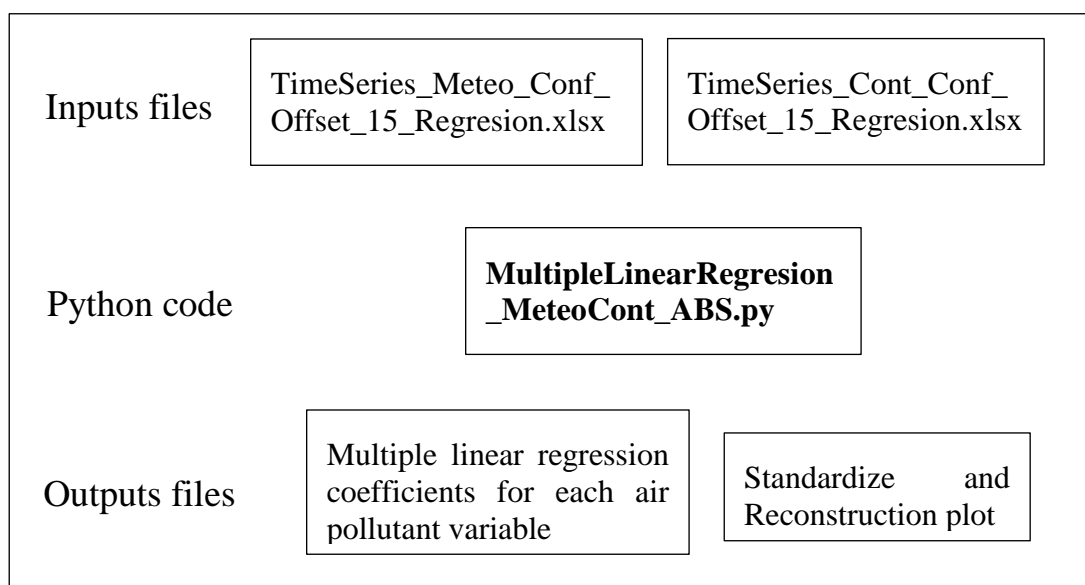 Inputs files
TimeSeries_Meteo_Conf_
Offset_15_Regresion.xlsx
TimeSeries_Cont_Conf_
Offset_15_Regresion.xlsx
Python code
MultipleLinearRegresion
_MeteoCont_ABS.py
Outputs files
Multiple linear regression
coefficients for each air
pollutant variable
Standardize and
Reconstruction plot